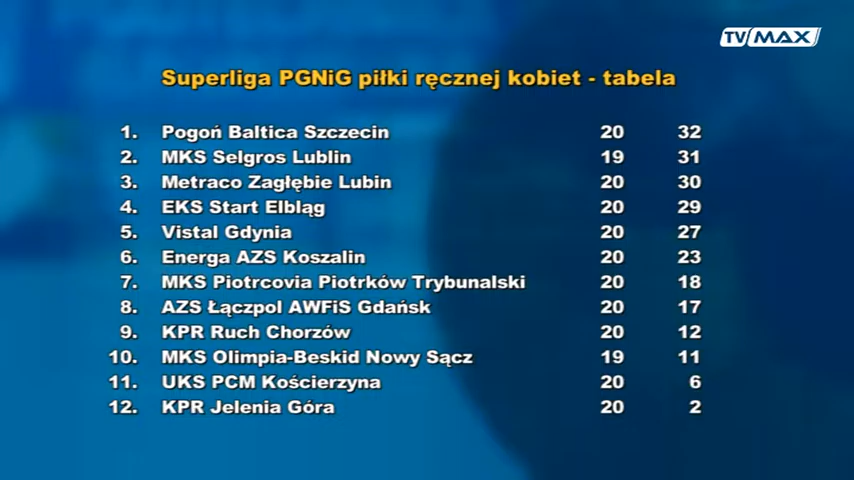 TV MAX
Superliga PGNiG piłki ręcznej kobiet - tabela
1. Pogoń Baltica Szczecin 20 32
2. MKS Selgros Lublin 19 31
3. Metraco Zagłębie Lubin 20 30
4. EKS Start Elbląg 20 29
5. Vistal Gdynia 20 27
6. Energa AZS Koszalin 20 23
7. MKS Piotrcovia Piotrków Trybunalski 20 18
8. AZS Łączpol AWFiS Gdańsk 20 17
9. KPR Ruch Chorzów 20 12
10. MKS Olimpia-Beskid Nowy Sącz 19 11
11. UKS PCM Kościerzyna 20 6
12. KPR Jelenia Góra 20 2